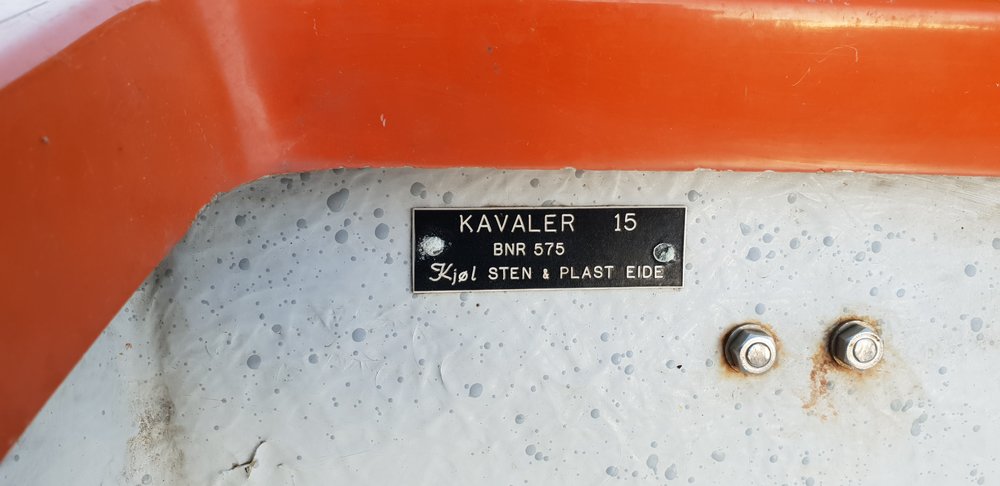 KAVALER 15
BNR 575
Kjøl STEN & PLAST EIDE